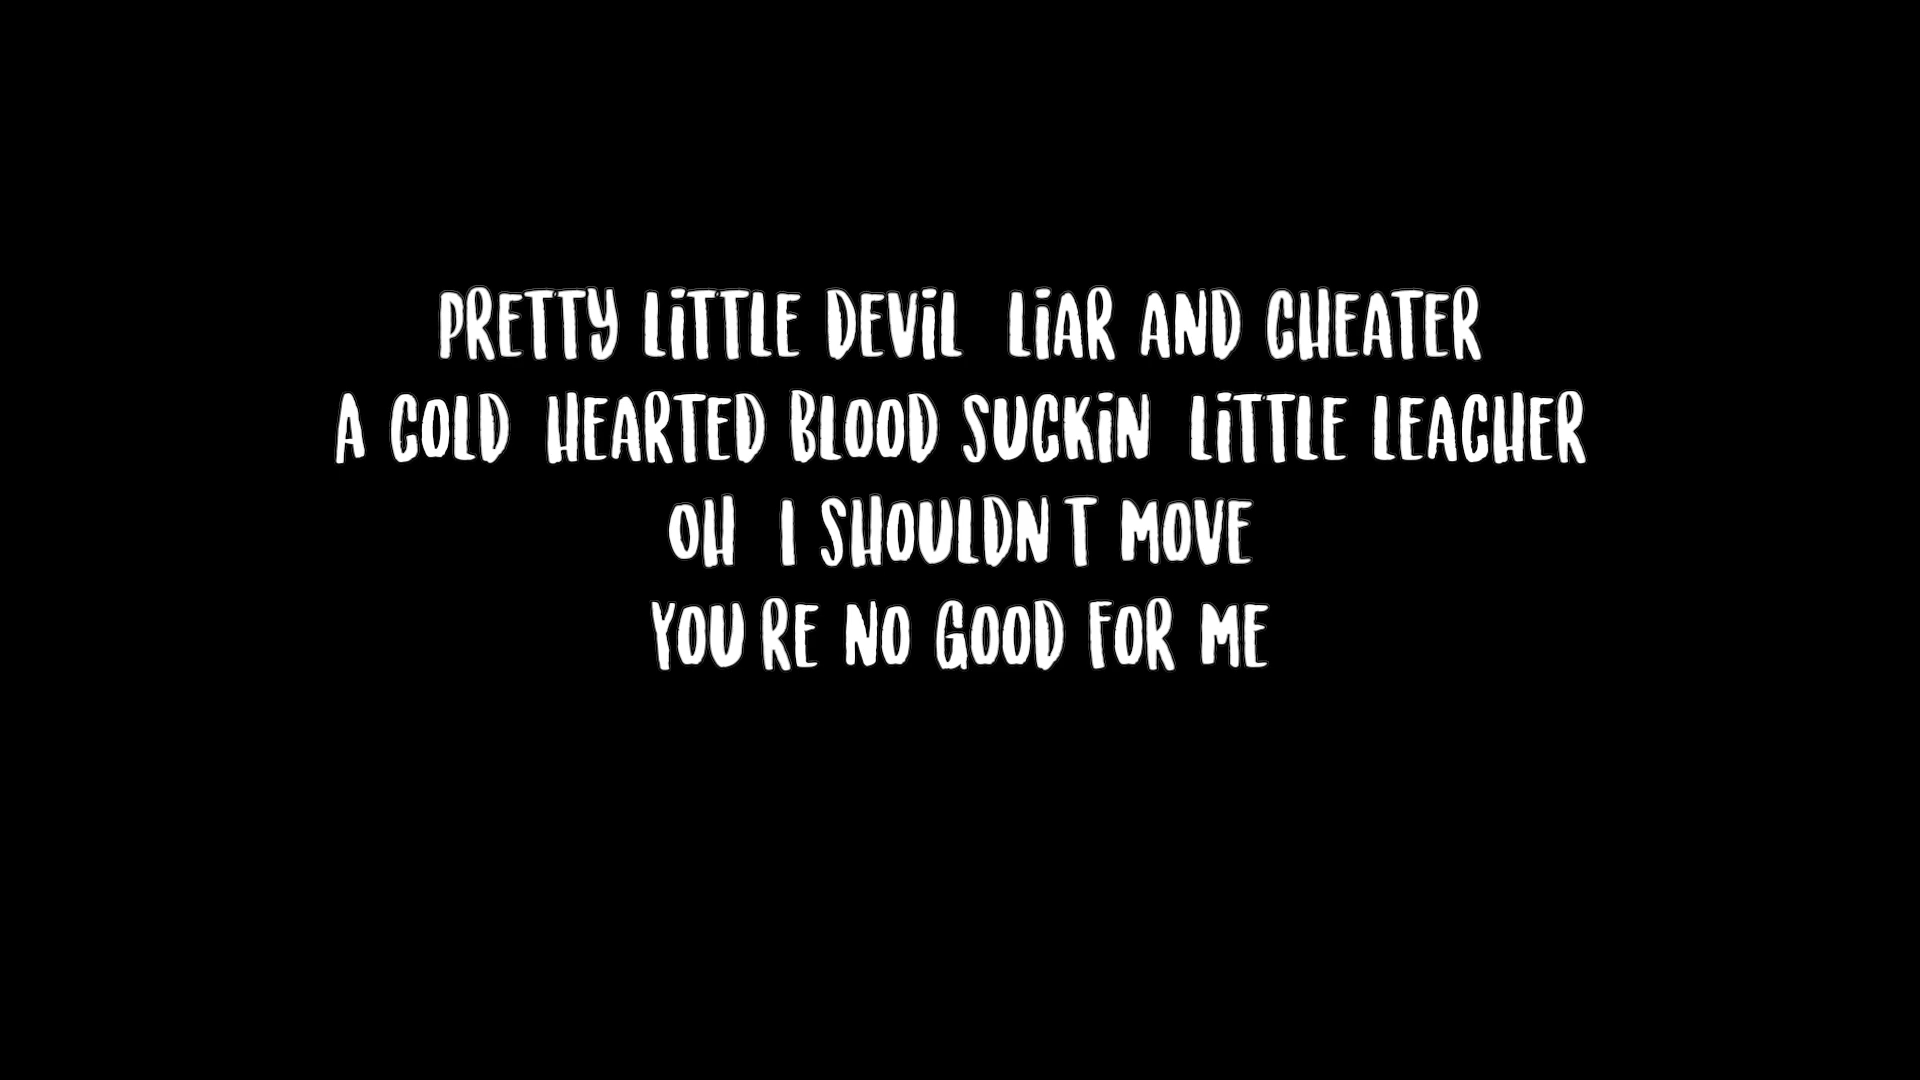 PRETTY LiTTLE DEViL LiAR AND CHEATER
A COLD HEARTED BLOOD SUCKiN LiTTLE LEACHER
OH I SHOULDN T MOVE
YOU RE NO GOOD FOR ME